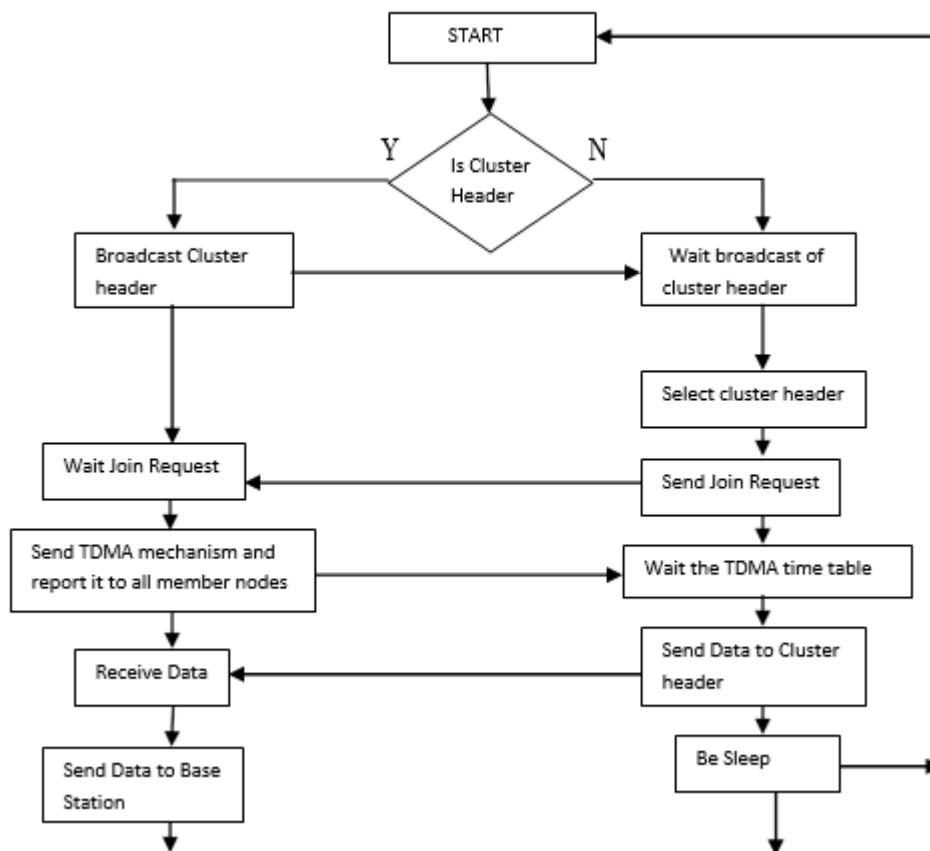 START
Y
N
Is Cluster
Header
Broadcast Cluster
header
Wait broadcast of
cluster header
Select cluster header
Wait Join Request
Send Join Request
Send TDMA mechanism and
report it to all member nodes
Wait the TDMA time table
Receive Data
Send Data to Cluster
header
Send Data to Base
Station
Be Sleep